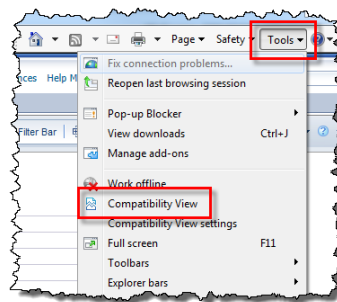 Page Safety Tools
Fix connection problems...
nces Help M
Reopen last browsing session
Pop-up Blocker
Filter Bar
View downloads Ctrl+J
Manage add-ons
Work offline
Compatibility View
Compatibility View settings
Full screen F11
Toolbars
Explorer bars